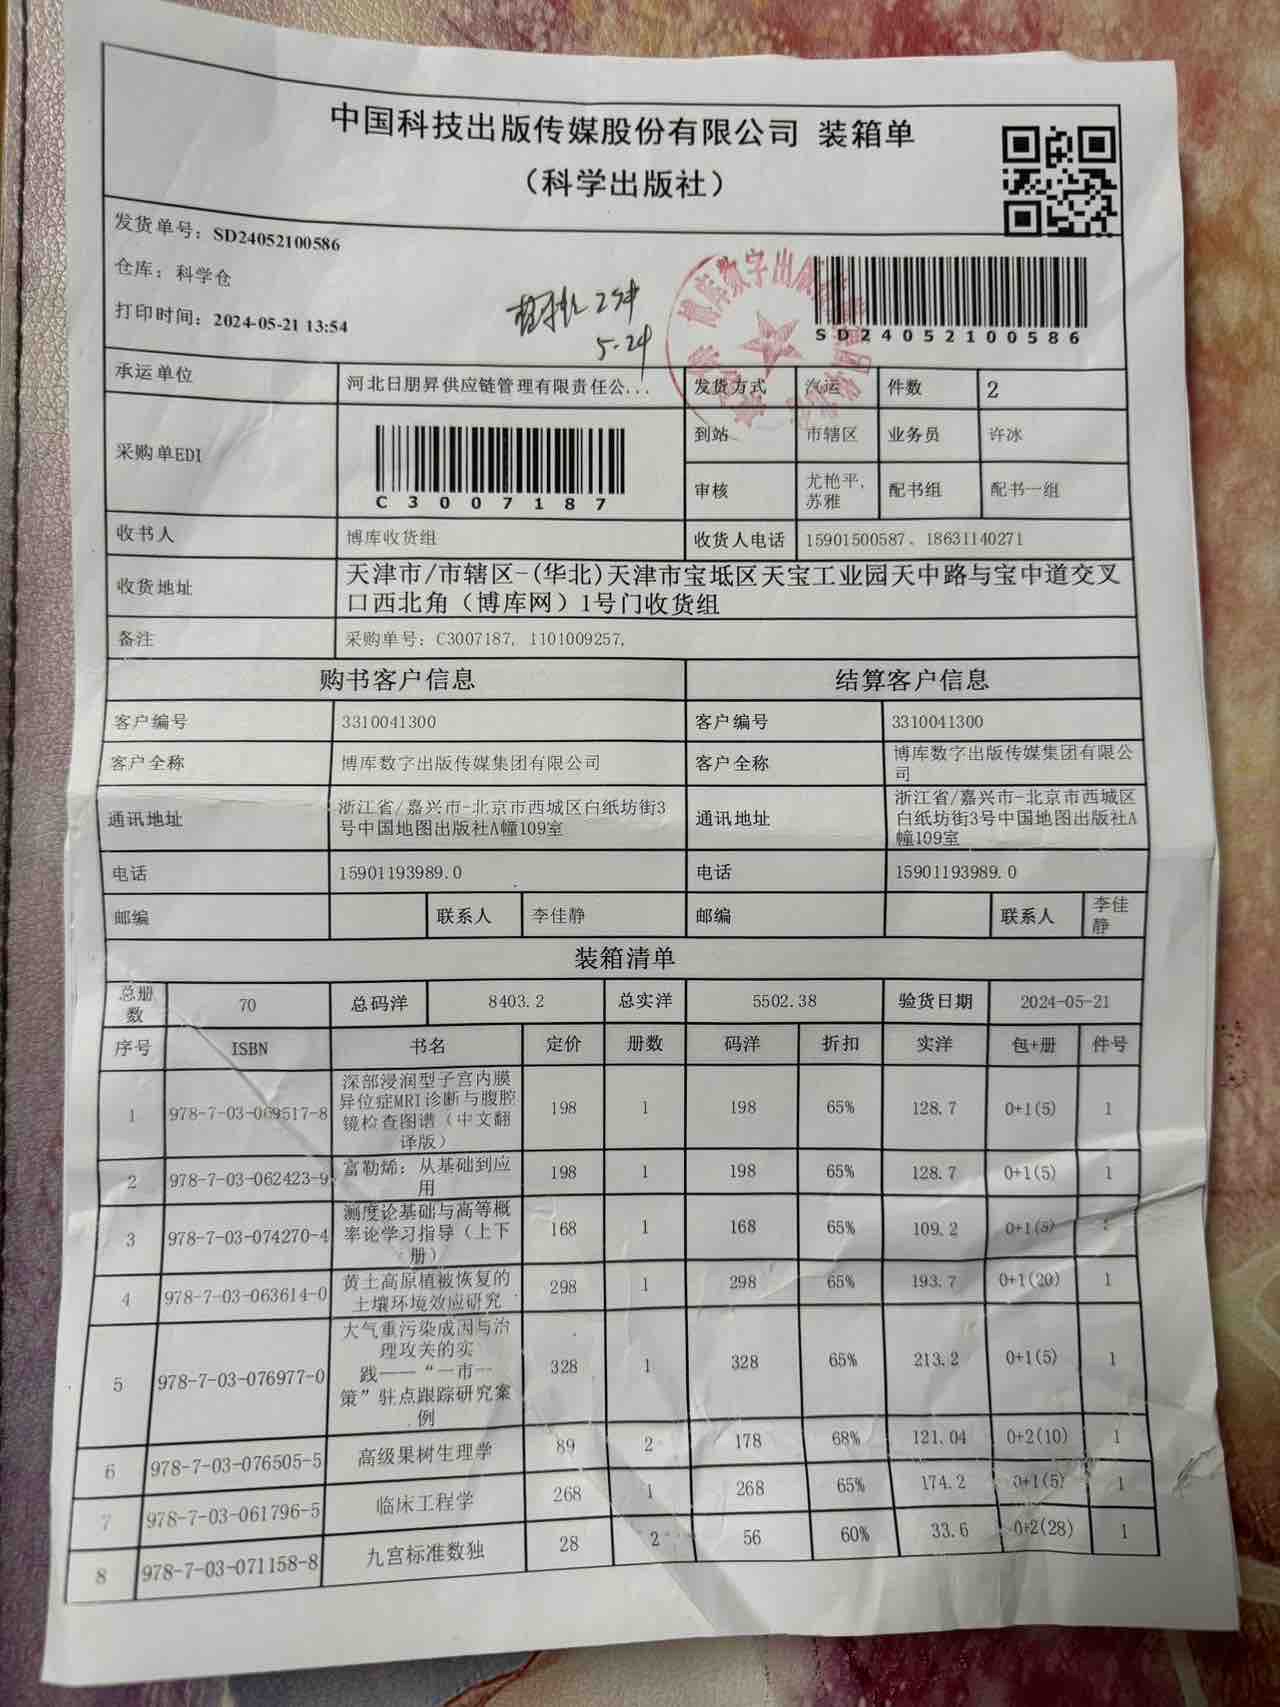 中国科技出版传媒股份有限公司 装箱单
（科学出版社）
发货单号：SD24052100586
仓库：科学仓
打印时间：2024-05-21 13:54
2件
5.24
博库数字出版
SD24052100586
承运单位 河北日朋昇供应链管理有限责任公... 发货方式 汽运 件数 2
采购单EDI C3007187 到站 市辖区 业务员 许冰
审核 尤艳平, 苏雅 配书组 配书一组
收书人 博库收货组 收货人电话 15901500587、18631140271
收货地址 天津市/市辖区-(华北)天津市宝坻区天宝工业园天中路与宝中道交叉
口西北角（博库网）1号门收货组
备注 采购单号：C3007187, 1101009257,
购书客户信息 结算客户信息
客户编号 3310041300 客户编号 3310041300
客户全称 博库数字出版传媒集团有限公司 客户全称 博库数字出版传媒集团有限公司
通讯地址 浙江省/嘉兴市-北京市西城区白纸坊街3号中国地图出版社A幢109室 通讯地址 浙江省/嘉兴市-北京市西城区白纸坊街3号中国地图出版社A幢109室
电话 15901193989.0 电话 15901193989.0
邮编 联系人 李佳静 邮编 联系人 李佳静
装箱清单
总册数 70 总码洋 8403.2 总实洋 5502.38 验货日期 2024-05-21
序号 ISBN 书名 定价 册数 码洋 折扣 实洋 包+册 件号
1 978-7-03-069517-8 深部浸润型子宫内膜异位症MRI诊断与腹腔镜检查图谱（中文翻译版） 198 1 198 65% 128.7 0+1(5) 1
2 978-7-03-062423-9 富勒烯：从基础到应用 198 1 198 65% 128.7 0+1(5) 1
3 978-7-03-074270-4 测度论基础与高等概率论学习指导（上下册） 168 1 168 65% 109.2 0+1(5)
4 978-7-03-063614-0 黄土高原植被恢复的土壤环境效应研究 298 1 298 65% 193.7 0+1(20) 1
5 978-7-03-076977-0 大气重污染成因与治理攻关的实践——“一市一策”驻点跟踪研究案例 328 1 328 65% 213.2 0+1(5) 1
6 978-7-03-076505-5 高级果树生理学 89 2 178 68% 121.04 0+2(10) 1
7 978-7-03-061796-5 临床工程学 268 1 268 65% 174.2 0+1(5) 1
8 978-7-03-071158-8 九宫标准数独 28 2 56 60% 33.6 0+2(28) 1